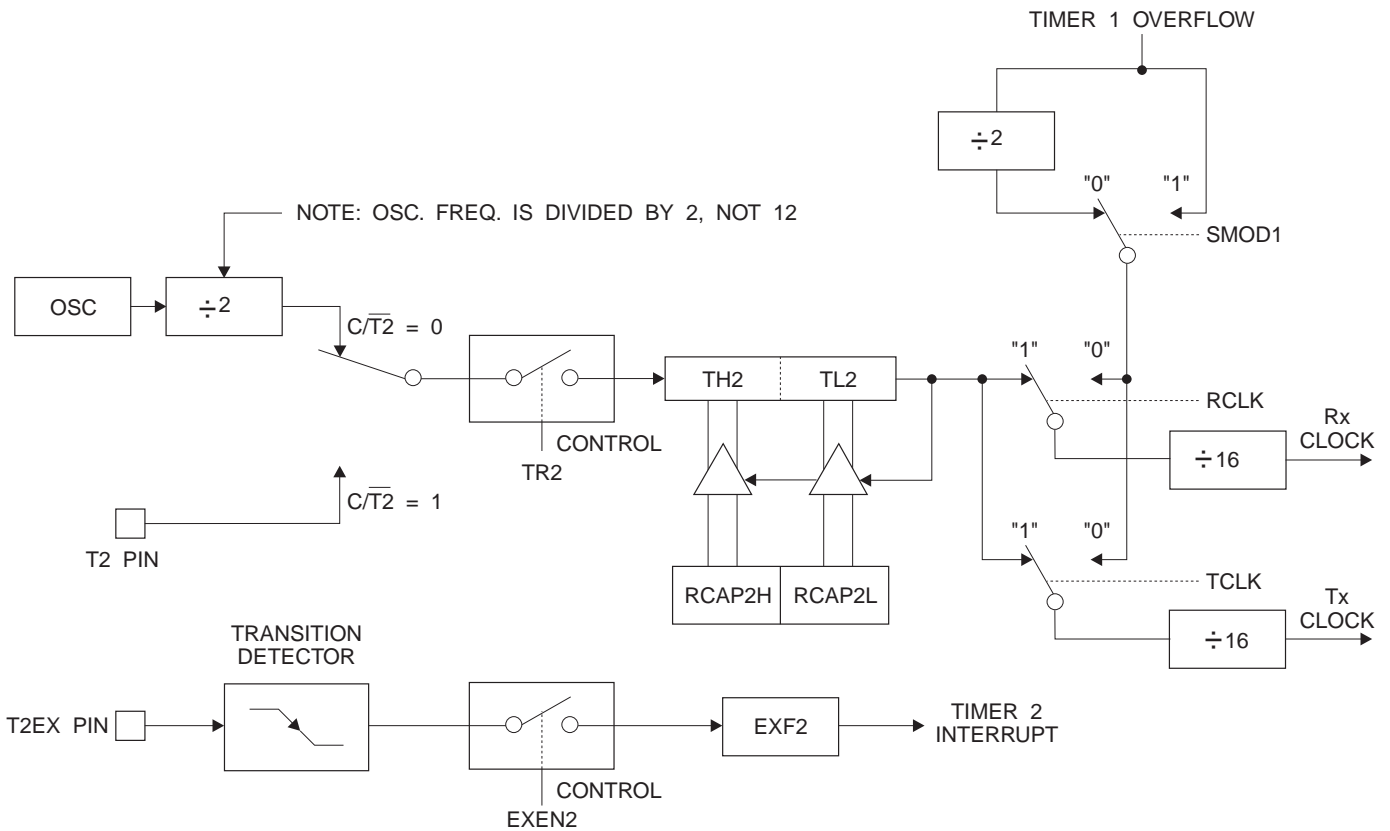 TIMER 1 OVERFLOW
÷2
"0" "1"
NOTE: OSC. FREQ. IS DIVIDED BY 2, NOT 12
SMOD1
OSC
÷2
C/T2̅ = 0
"1" "0"
TH2 TL2
RCLK
Rx
CLOCK
CONTROL
÷16
TR2
C/T2̅ = 1
"1" "0"
T2 PIN
TCLK
RCAP2H RCAP2L
Tx
CLOCK
TRANSITION
DETECTOR
÷16
T2EX PIN
EXF2
TIMER 2
INTERRUPT
CONTROL
EXEN2